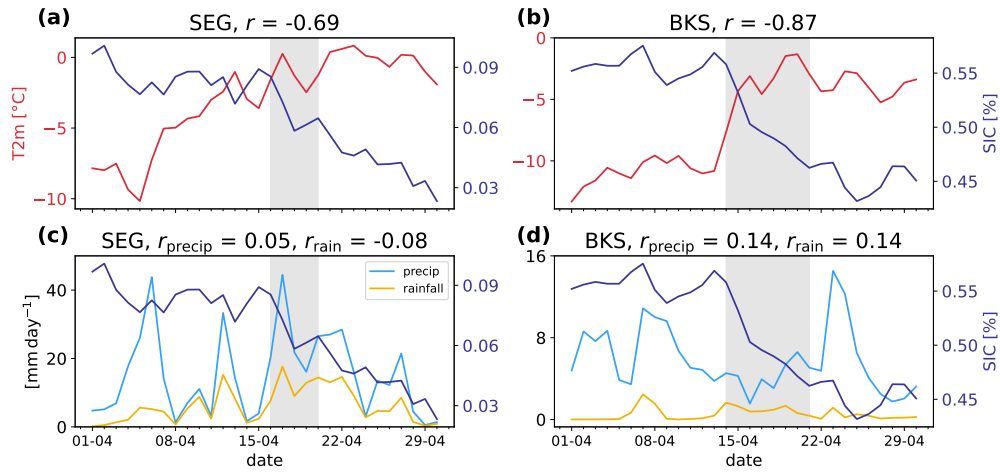 (a)
SEG, r = -0.69
(b)
BKS, r = -0.87
T2m [°C]
0
−5
−10
0.09
0.06
0.03
0
−5
−10
0.55
0.50
0.45
SIC [%]
(c)
SEG, rprecip = 0.05, rrain = -0.08
(d)
BKS, rprecip = 0.14, rrain = 0.14
[mm day−1]
40
20
0
precip
rainfall
0.09
0.06
0.03
16
8
0
0.55
0.50
0.45
SIC [%]
01-04 08-04 15-04 22-04 29-04
date
01-04 08-04 15-04 22-04 29-04
date